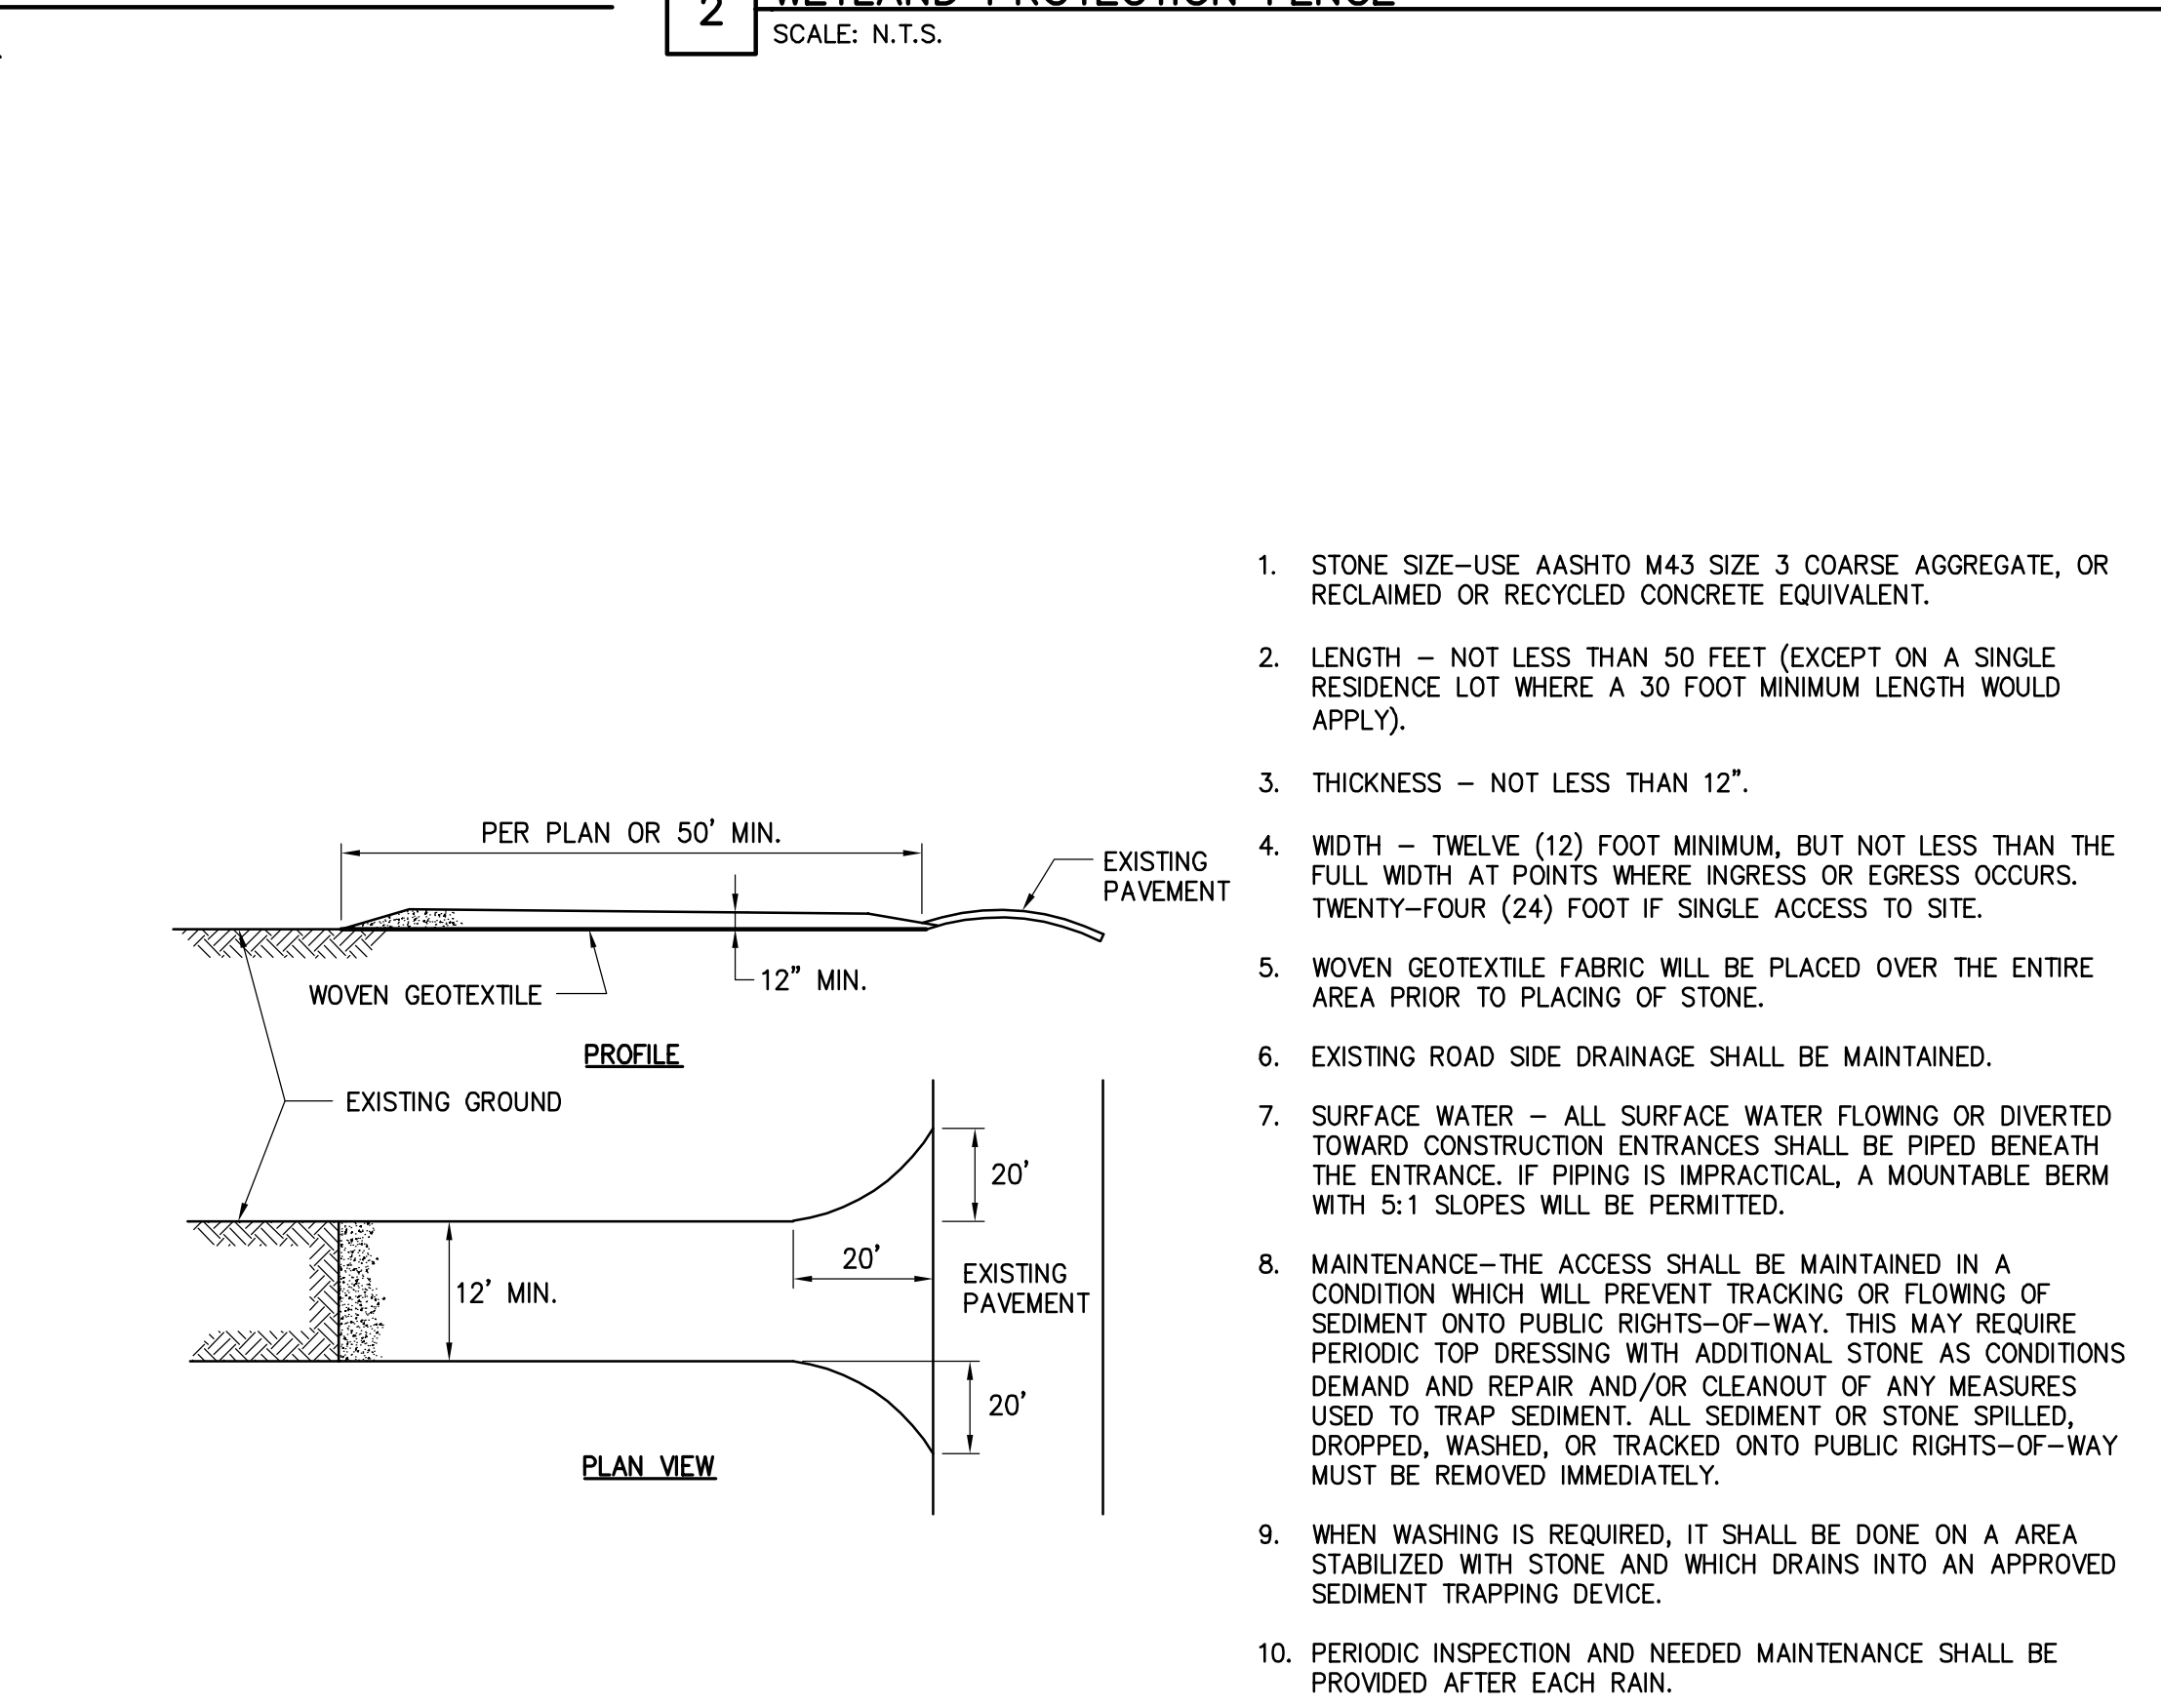 2
WETLAND PROTECTION FENCE
SCALE: N.T.S.
PER PLAN OR 50' MIN.
EXISTING
PAVEMENT
12" MIN.
WOVEN GEOTEXTILE
PROFILE
EXISTING GROUND
20'
20'
EXISTING
PAVEMENT
12' MIN.
20'
PLAN VIEW
1. STONE SIZE-USE AASHTO M43 SIZE 3 COARSE AGGREGATE, OR
RECLAIMED OR RECYCLED CONCRETE EQUIVALENT.
2. LENGTH - NOT LESS THAN 50 FEET (EXCEPT ON A SINGLE
RESIDENCE LOT WHERE A 30 FOOT MINIMUM LENGTH WOULD
APPLY).
3. THICKNESS - NOT LESS THAN 12".
4. WIDTH - TWELVE (12) FOOT MINIMUM, BUT NOT LESS THAN THE
FULL WIDTH AT POINTS WHERE INGRESS OR EGRESS OCCURS.
TWENTY-FOUR (24) FOOT IF SINGLE ACCESS TO SITE.
5. WOVEN GEOTEXTILE FABRIC WILL BE PLACED OVER THE ENTIRE
AREA PRIOR TO PLACING OF STONE.
6. EXISTING ROAD SIDE DRAINAGE SHALL BE MAINTAINED.
7. SURFACE WATER - ALL SURFACE WATER FLOWING OR DIVERTED
TOWARD CONSTRUCTION ENTRANCES SHALL BE PIPED BENEATH
THE ENTRANCE. IF PIPING IS IMPRACTICAL, A MOUNTABLE BERM
WITH 5:1 SLOPES WILL BE PERMITTED.
8. MAINTENANCE-THE ACCESS SHALL BE MAINTAINED IN A
CONDITION WHICH WILL PREVENT TRACKING OR FLOWING OF
SEDIMENT ONTO PUBLIC RIGHTS-OF-WAY. THIS MAY REQUIRE
PERIODIC TOP DRESSING WITH ADDITIONAL STONE AS CONDITIONS
DEMAND AND REPAIR AND/OR CLEANOUT OF ANY MEASURES
USED TO TRAP SEDIMENT. ALL SEDIMENT OR STONE SPILLED,
DROPPED, WASHED, OR TRACKED ONTO PUBLIC RIGHTS-OF-WAY
MUST BE REMOVED IMMEDIATELY.
9. WHEN WASHING IS REQUIRED, IT SHALL BE DONE ON A AREA
STABILIZED WITH STONE AND WHICH DRAINS INTO AN APPROVED
SEDIMENT TRAPPING DEVICE.
10. PERIODIC INSPECTION AND NEEDED MAINTENANCE SHALL BE
PROVIDED AFTER EACH RAIN.